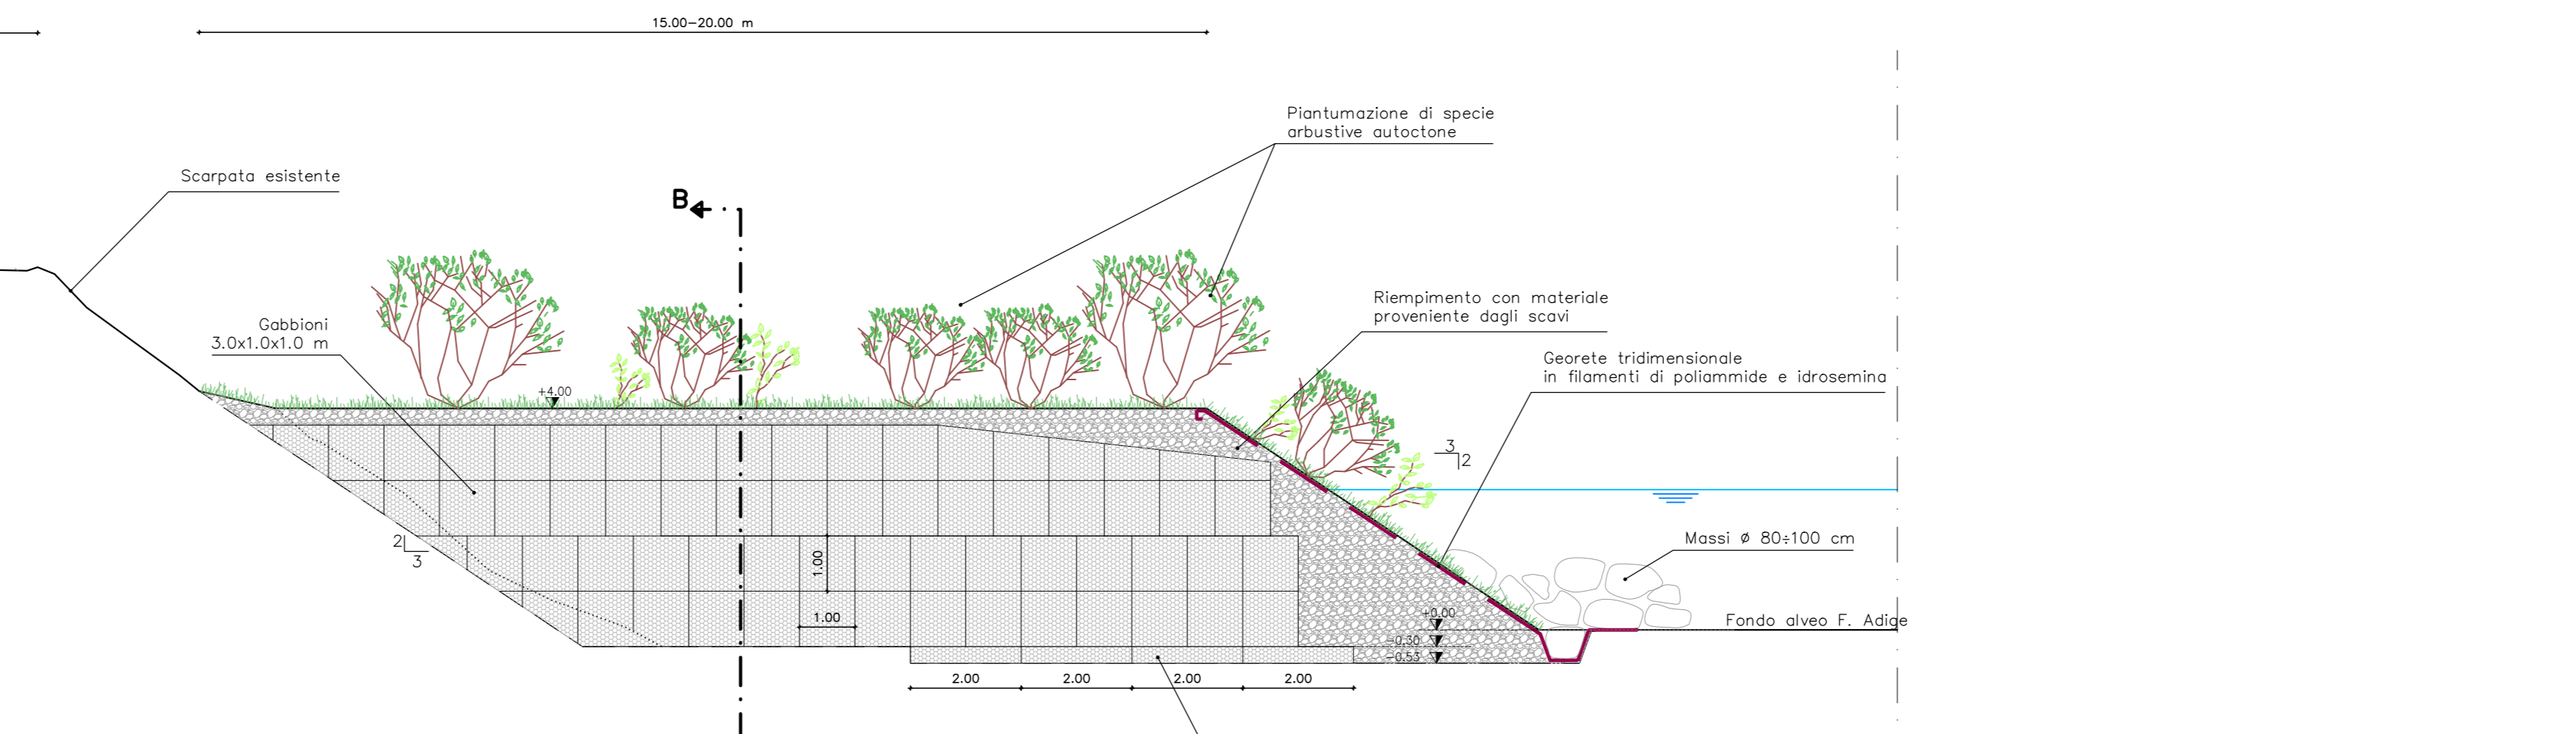 15.00–20.00 m
Piantumazione di specie
arbustive autoctone
Scarpata esistente
B
Riempimento con materiale
proveniente dagli scavi
Gabbioni
3.0x1.0x1.0 m
Georete tridimensionale
in filamenti di poliammide e idrosemina
+4.00
3
2
2
3
1.00
1.00
Massi Ø 80÷100 cm
+0.00
Fondo alveo F. Adige
-0.30
-0.53
2.00 2.00 2.00 2.00